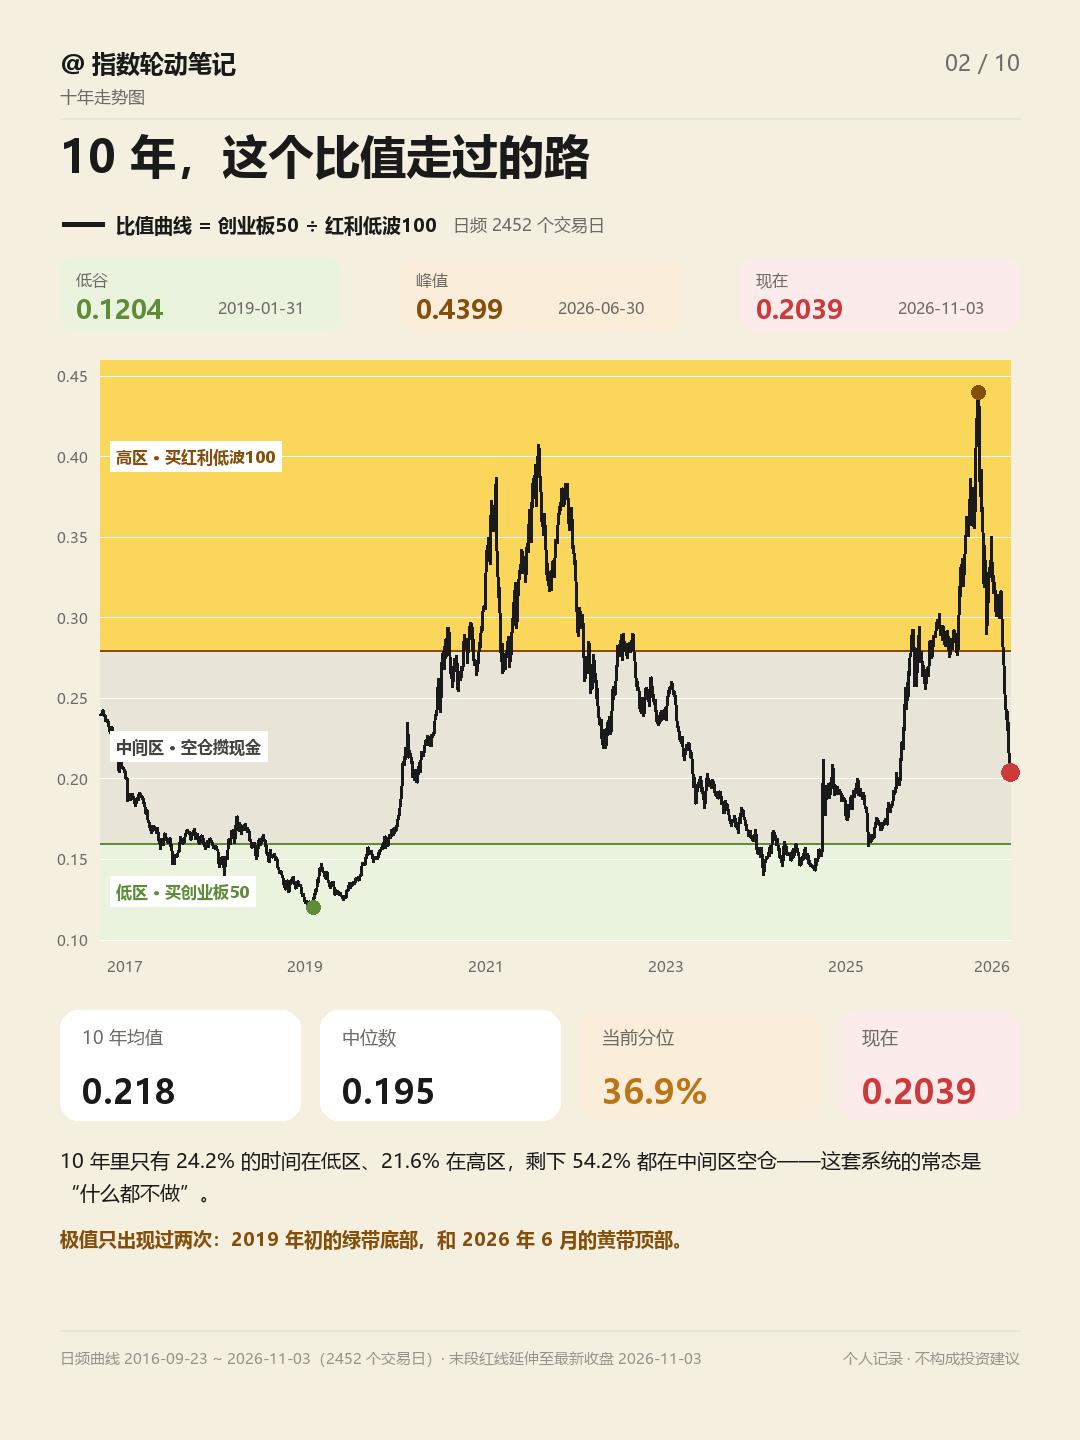 @ 指数轮动笔记
02 / 10
十年走势图
10 年，这个比值走过的路
比值曲线 = 创业板50 ÷ 红利低波100 日频 2452 个交易日
低谷
0.1204 2019-01-31
峰值
0.4399 2026-06-30
现在
0.2039 2026-11-03
0.45
0.40
0.35
0.30
0.25
0.20
0.15
0.10
高区 • 买红利低波100
中间区 • 空仓攒现金
低区 • 买创业板50
2017 2019 2021 2023 2025 2026
10 年均值
0.218
中位数
0.195
当前分位
36.9%
现在
0.2039
10 年里只有 24.2% 的时间在低区、21.6% 在高区，剩下 54.2% 都在中间区空仓——这套系统的常态是
“什么都不做”。
极值只出现过两次：2019 年初的绿带底部，和 2026 年 6 月的黄带顶部。
日频曲线 2016-09-23 ~ 2026-11-03（2452 个交易日）· 末段红线延伸至最新收盘 2026-11-03
个人记录 · 不构成投资建议